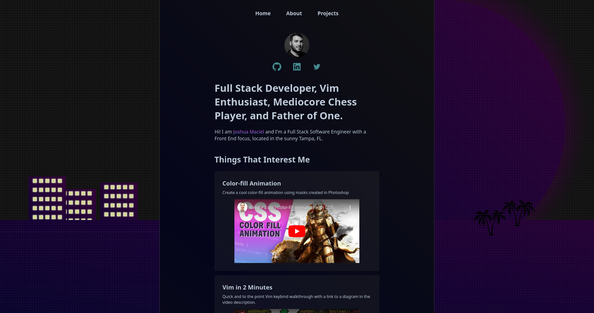 Home About Projects
Full Stack Developer, Vim
Enthusiast, Mediocre Chess
Player, and Father of One.
Hi! I am Joshua Maciel and I'm a Full Stack Software Engineer with a
Front End focus, located in the sunny Tampa, FL.
Things That Interest Me
Color-fill Animation
Create a cool color-fill animation using masks created in Photoshop
CSS
COLOR FILL
ANIMATION
Vim in 2 Minutes
Quick and to the point Vim keybind walkthrough with a link to a diagram in the
video description.